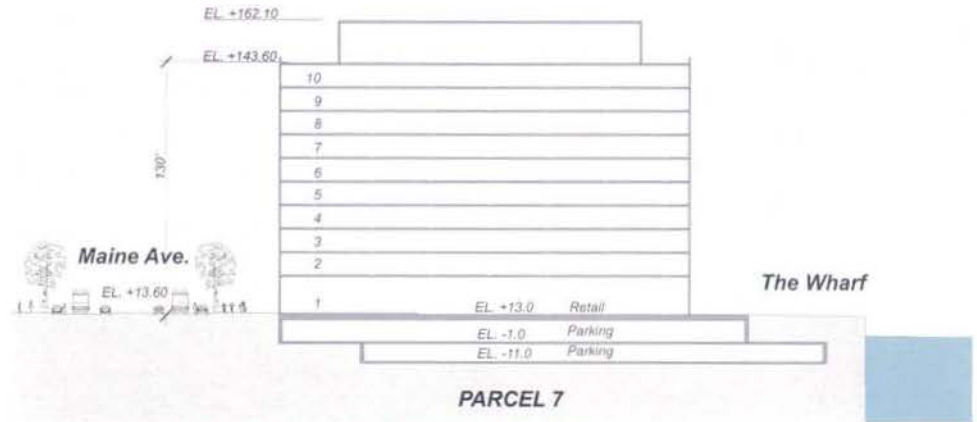 EL. +162.10
EL. +143.60
10
9
8
7
6
5
4
3
2
130'
Maine Ave.
EL. +13.60
The Wharf
1 EL. +13.0 Retail
EL. -1.0 Parking
EL. -11.0 Parking
PARCEL 7